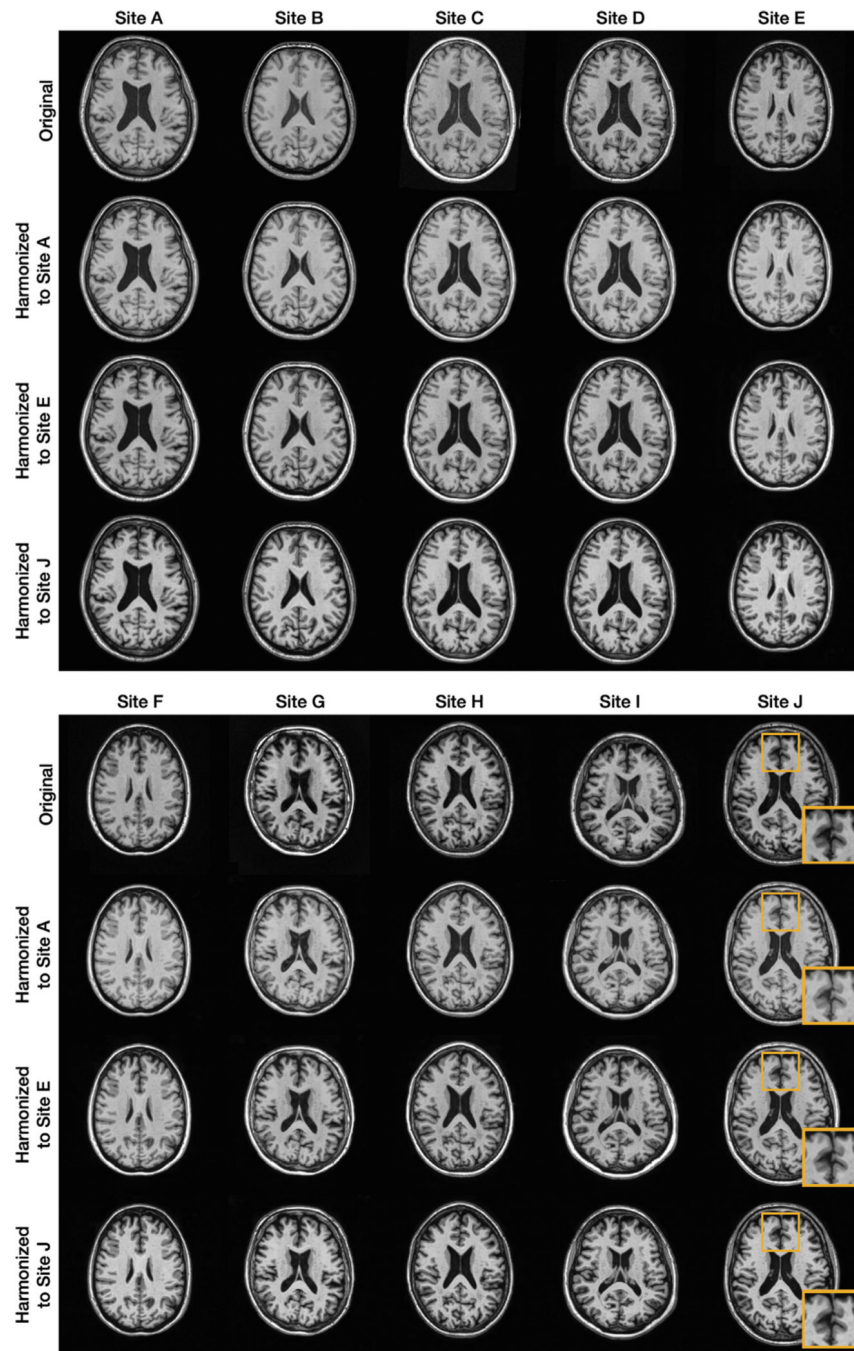 Site A Site B Site C Site D Site E
Original
Harmonized
to Site A
Harmonized
to Site E
Harmonized
to Site J
Site F Site G Site H Site I Site J
Original
Harmonized
to Site A
Harmonized
to Site E
Harmonized
to Site J